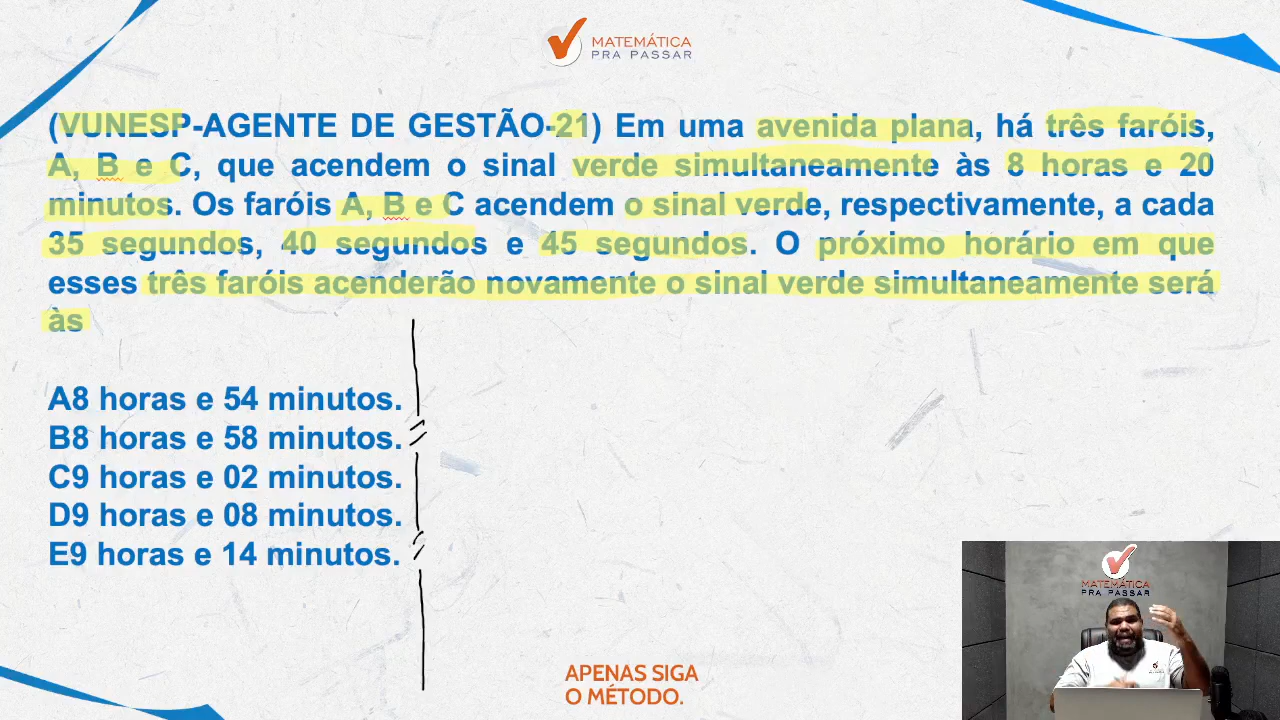 MATEMÁTICA
PRA PASSAR
(VUNESP-AGENTE DE GESTÃO-21) Em uma avenida plana, há três faróis,
A, B e C, que acendem o sinal verde simultaneamente às 8 horas e 20
minutos. Os faróis A, B e C acendem o sinal verde, respectivamente, a cada
35 segundos, 40 segundos e 45 segundos. O próximo horário em que
esses três faróis acenderão novamente o sinal verde simultaneamente será
às
A8 horas e 54 minutos.
B8 horas e 58 minutos.
C9 horas e 02 minutos.
D9 horas e 08 minutos.
E9 horas e 14 minutos.
MATEMÁTICA
PRA PASSAR
APENAS SIGA
O MÉTODO.